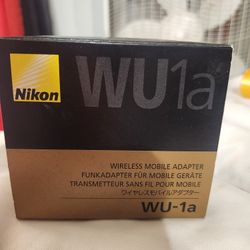 WU1a
Nikon
WIRELESS MOBILE ADAPTER
FUNKADAPTER FÜR MOBILE GERÄTE
TRANSMETTEUR SANS FIL POUR MOBILE
ワイヤレスモバイルアダプター
WU-1a